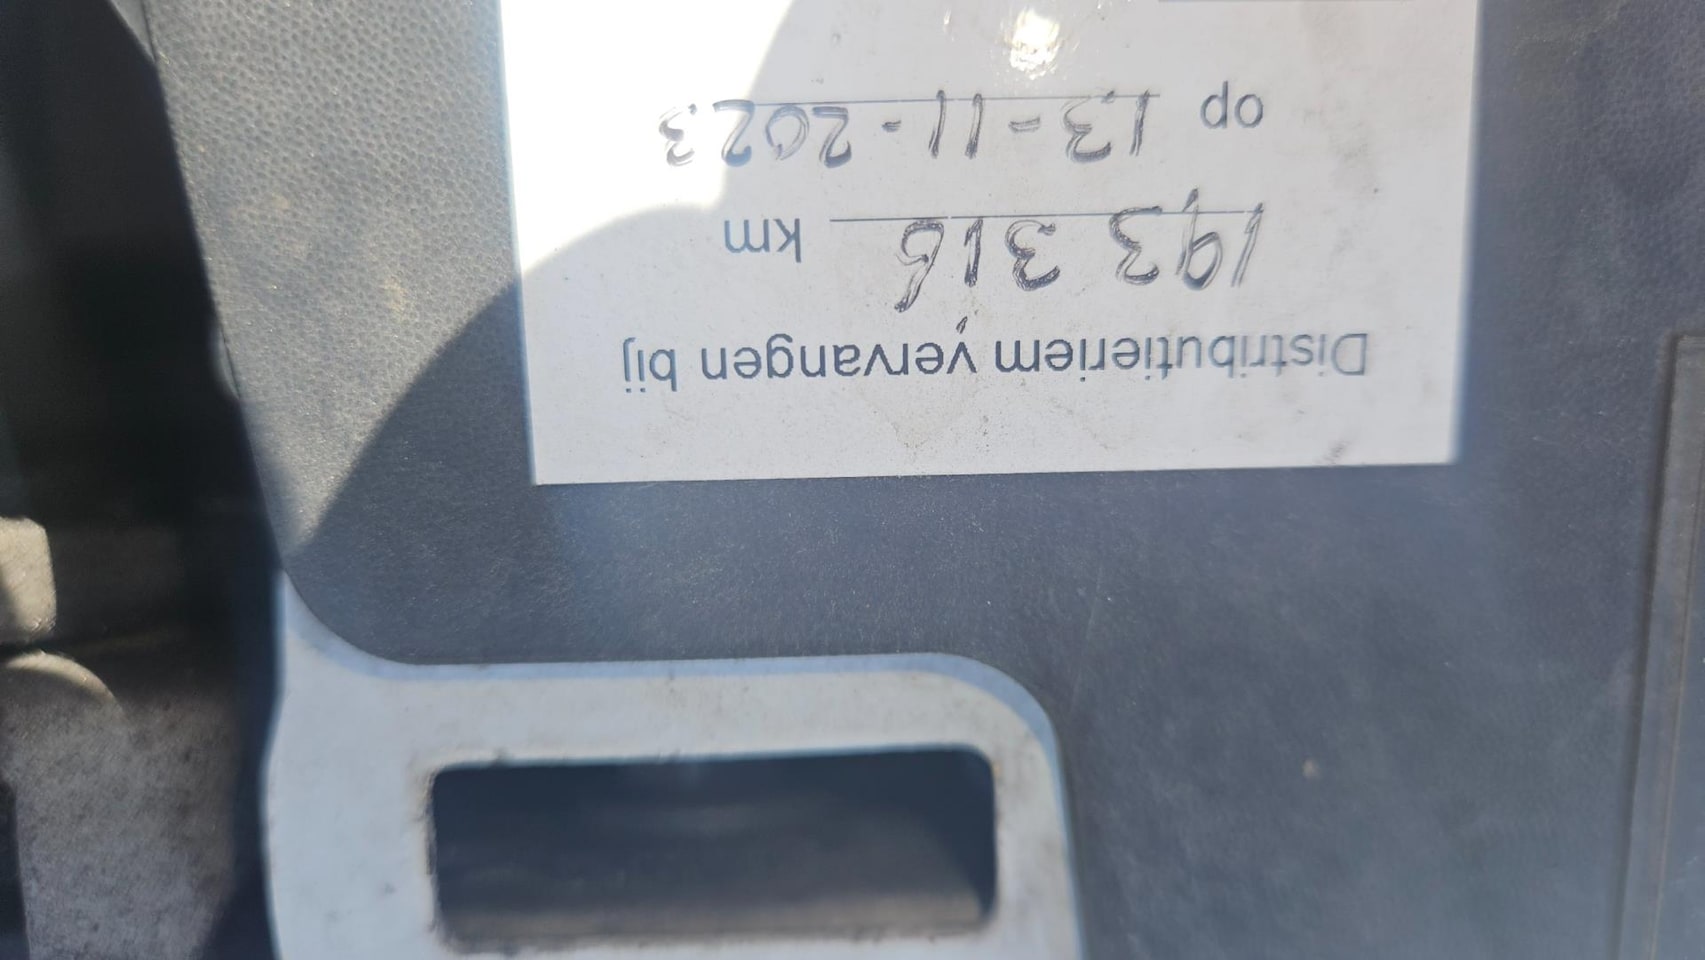 Distributieriem vervangen bij
193 316 km
op 13-11-2023